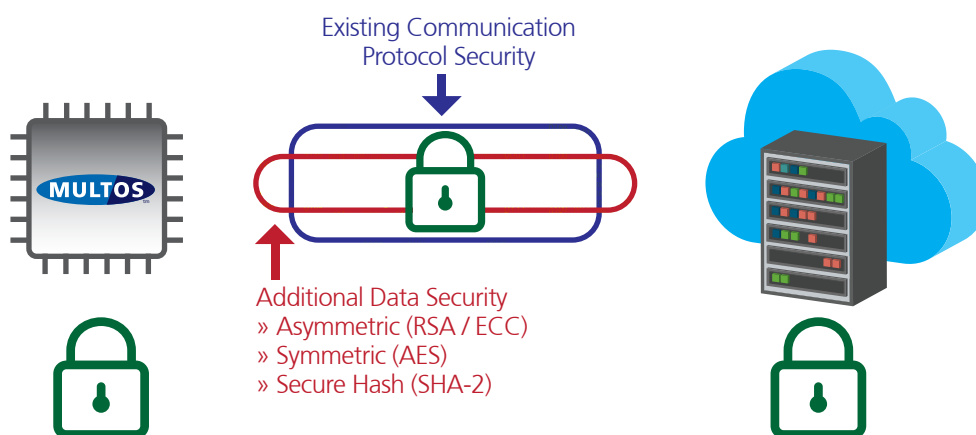 Existing Communication
Protocol Security
MULTOS
Additional Data Security
» Asymmetric (RSA / ECC)
» Symmetric (AES)
» Secure Hash (SHA-2)